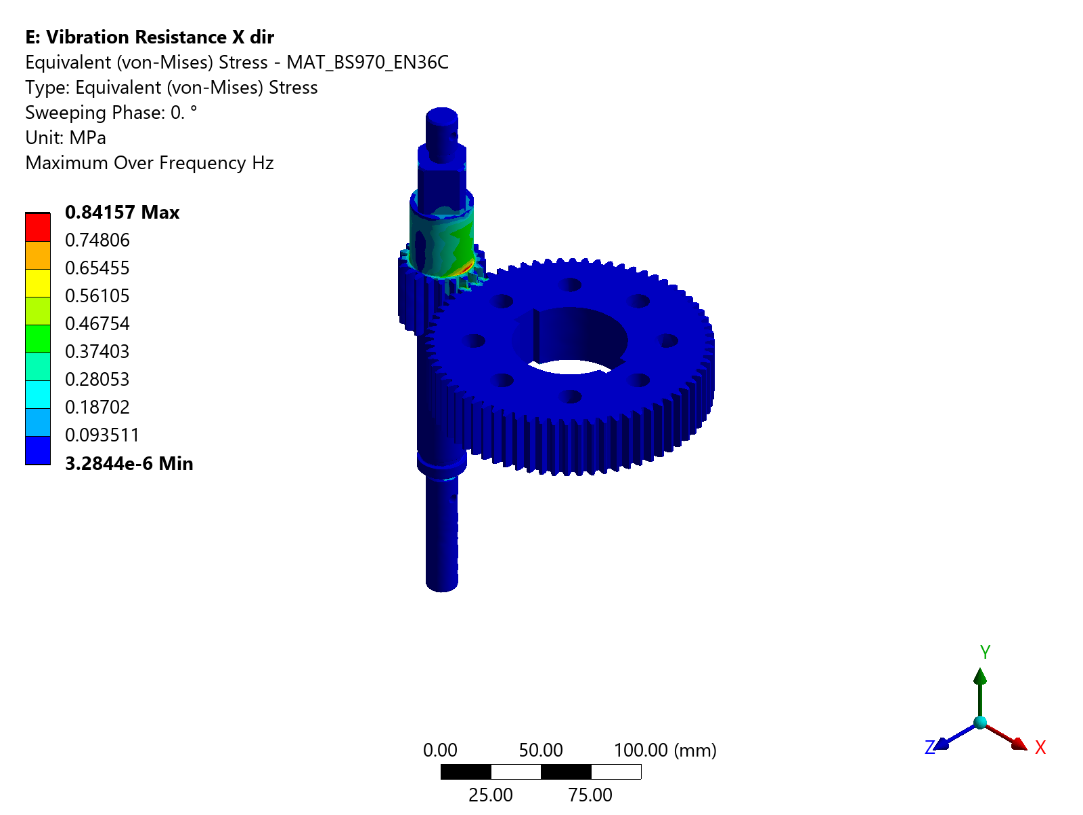 E: Vibration Resistance X dir
Equivalent (von-Mises) Stress - MAT_BS970_EN36C
Type: Equivalent (von-Mises) Stress
Sweeping Phase: 0. °
Unit: MPa
Maximum Over Frequency Hz
0.84157 Max
0.74806
0.65455
0.56105
0.46754
0.37403
0.28053
0.18702
0.093511
3.2844e-6 Min
Y
Z X
0.00 50.00 100.00 (mm)
25.00 75.00